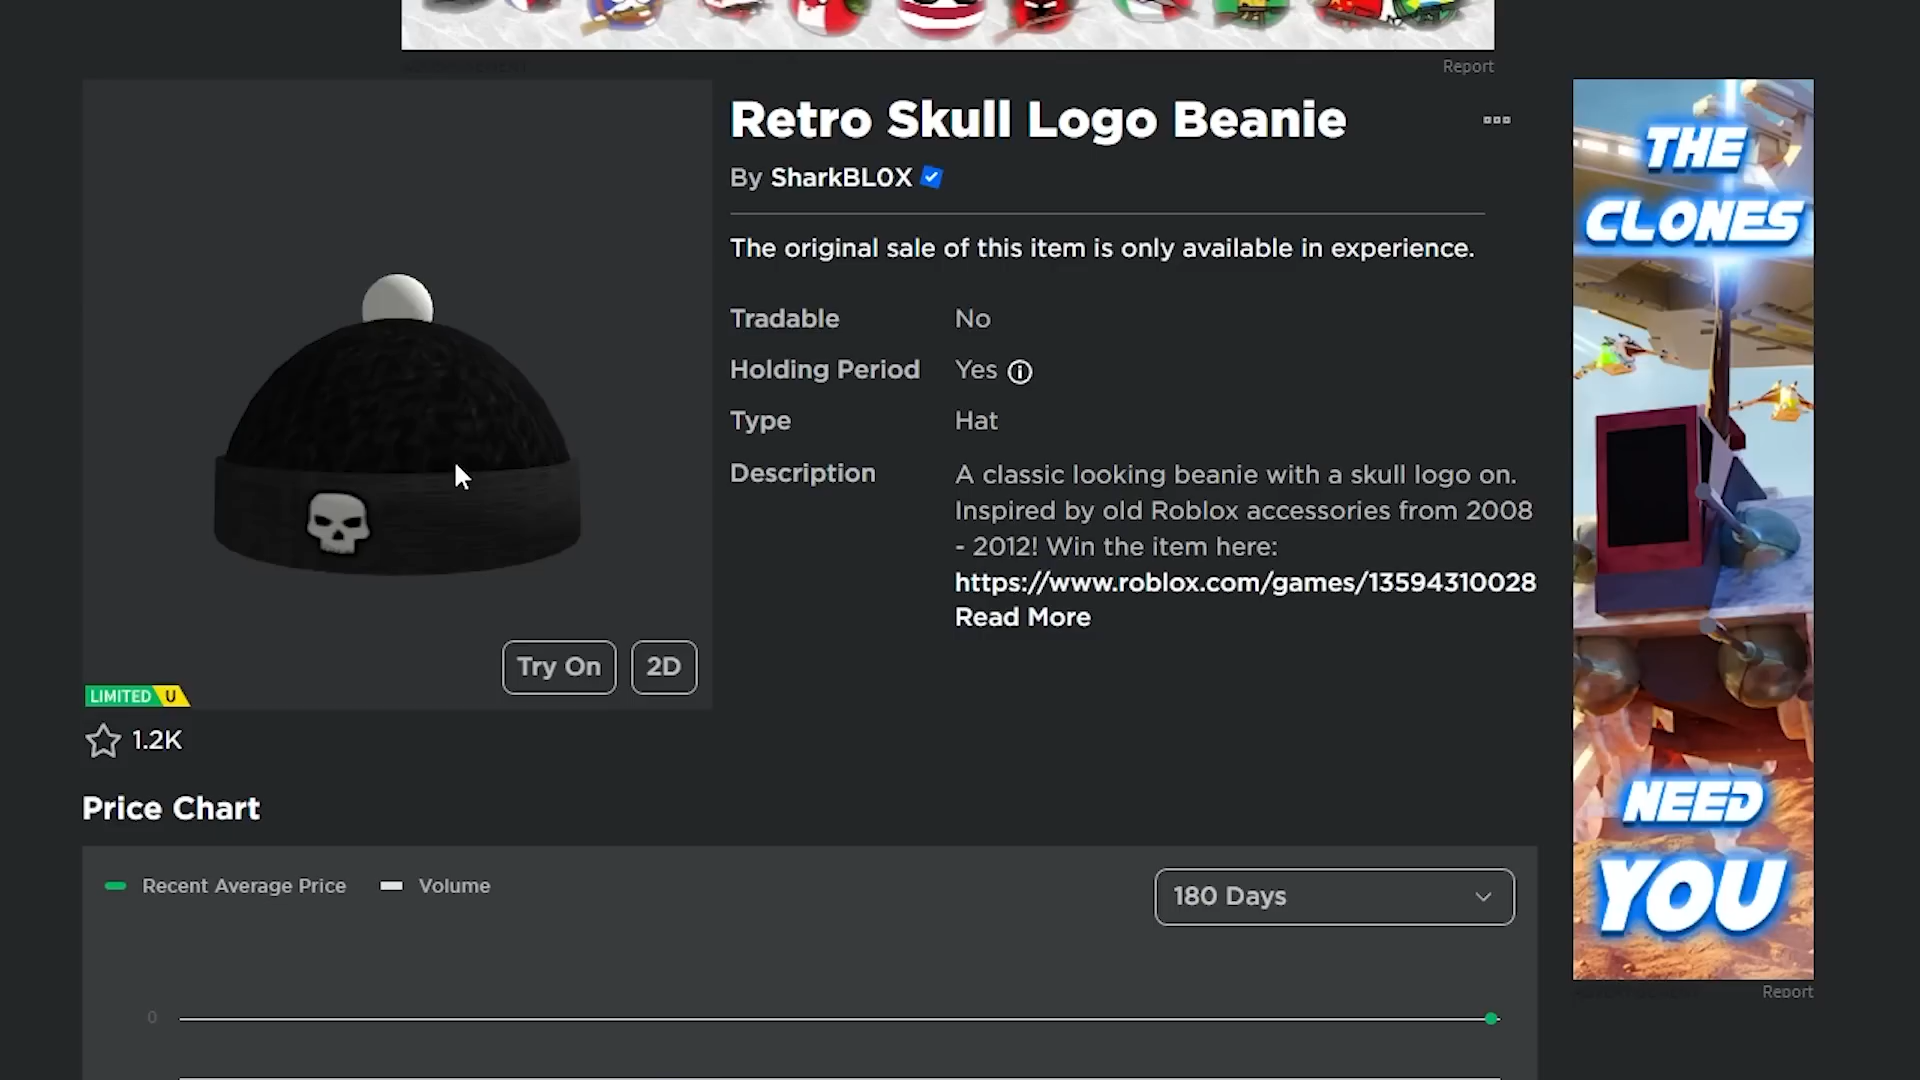 Report
Retro Skull Logo Beanie
By SharkBL0X
The original sale of this item is only available in experience.
Tradable No
Holding Period Yes
Type Hat
Description A classic looking beanie with a skull logo on.
Inspired by old Roblox accessories from 2008
- 2012! Win the item here:
https://www.roblox.com/games/13594310028
Read More
Try On 2D
LIMITED U
1.2K
Price Chart
Recent Average Price Volume
180 Days
0
THE
CLONES
NEED
YOU
Report